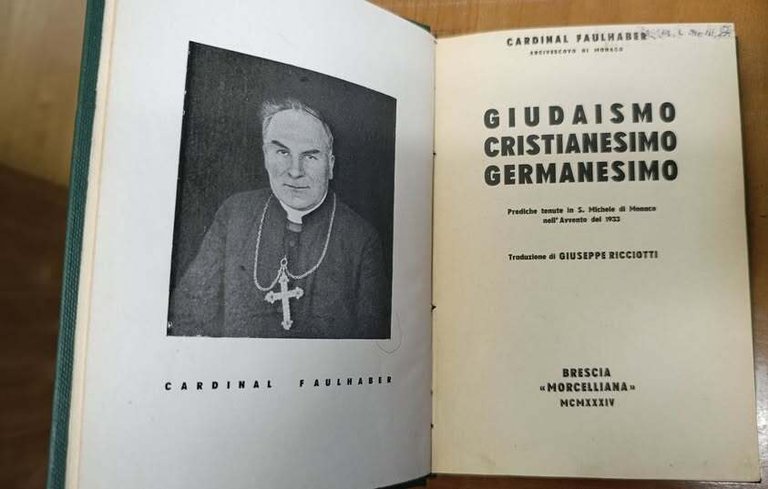 CARDINAL FAULHABER
CARDINAL FAULHABER
ARCIVESCOVO DI MONACO
GIUDAISMO
CRISTIANESIMO
GERMANESIMO
Prediche tenute in S. Michele di Monaco
nell'Avvento del 1933
Traduzione di GIUSEPPE RICCIOTTI
BRESCIA
«MORCELLIANA»
MCMXXXIV